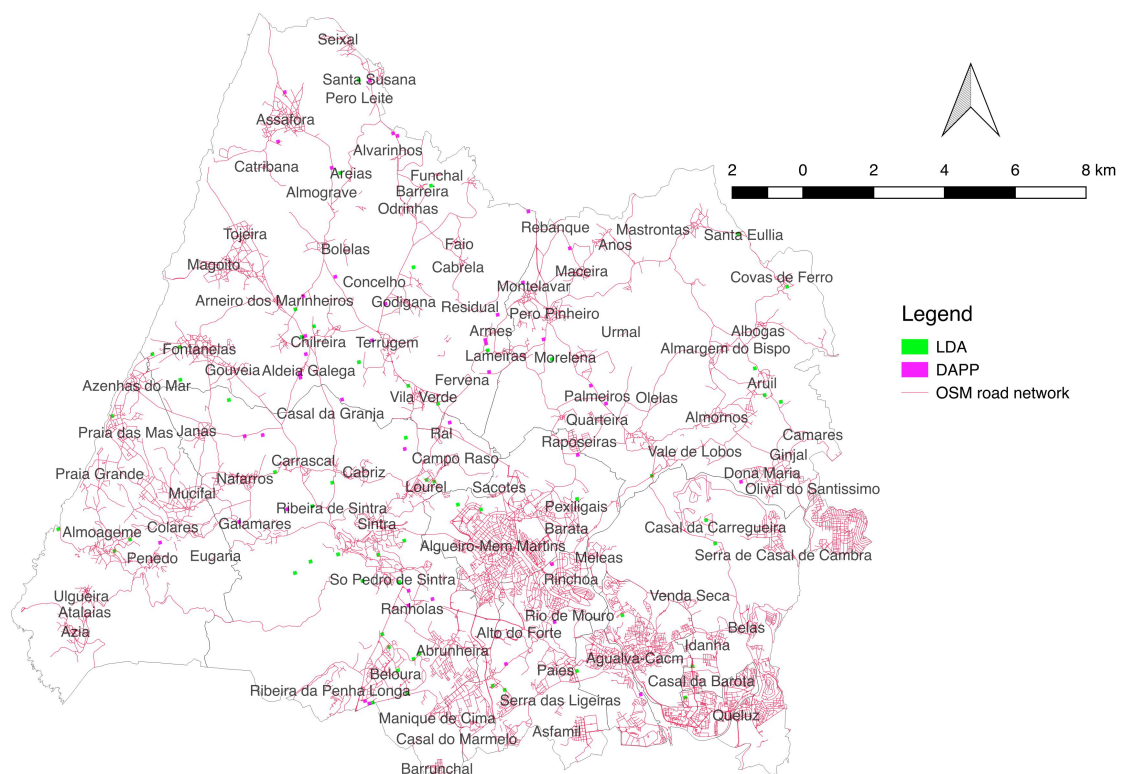 Seixal
Santa Susana
Pero Leite
Assafora
Alvarinhos
Catribana
Areias
Funchal
Almograve
Barreira
Odrinhas
2 0 2 4 6 8 km
Rebanque
Mastrontas
Santa Eullia
Tojeira
Bolelas
Faio
Anos
Magoito
Cabrela
Maceira
Covas de Ferro
Concelho
Montelavar
Arneiro dos Marinheiros
Godigana
Residual
Pero Pinheiro
Legend
Armes
Urmal
Albogas
Chilreira
Terrugem
LDA
Fontanelas
Lameiras
Morelena
Almargem do Bispo
Gouveia
Aldeia Galega
DAPP
Azenhas do Mar
Fervena
Aruil
OSM road network
Vila Verde
Palmeiros
Olelas
Casal da Granja
Quarteira
Almornos
Praia das Mas
Janas
Ral
Raposeiras
Camares
Vale de Lobos
Ginjal
Campo Raso
Carrascal
Praia Grande
Nafarros
Cabriz
Dona Maria
Mucifal
Lourel
Sacotes
Olival do Santissimo
Ribeira de Sintra
Pexiligais
Almoageme
Colares
Galamares
Sintra
Barata
Casal da Carregueira
Algueiro-Mem Martins
Penedo
Eugaria
Meleas
Serra de Casal de Cambra
So Pedro de Sintra
Rinchoa
Ulgueira
Venda Seca
Atalaias
Ranholas
Rio de Mouro
Azia
Alto do Forte
Belas
Abrunheira
Idanha
Agualva-Cacm
Beloura
Paies
Casal da Barota
Ribeira da Penha Longa
Serra das Ligeiras
Manique de Cima
Queluz
Asfamil
Casal do Marmelo
Barrunchal